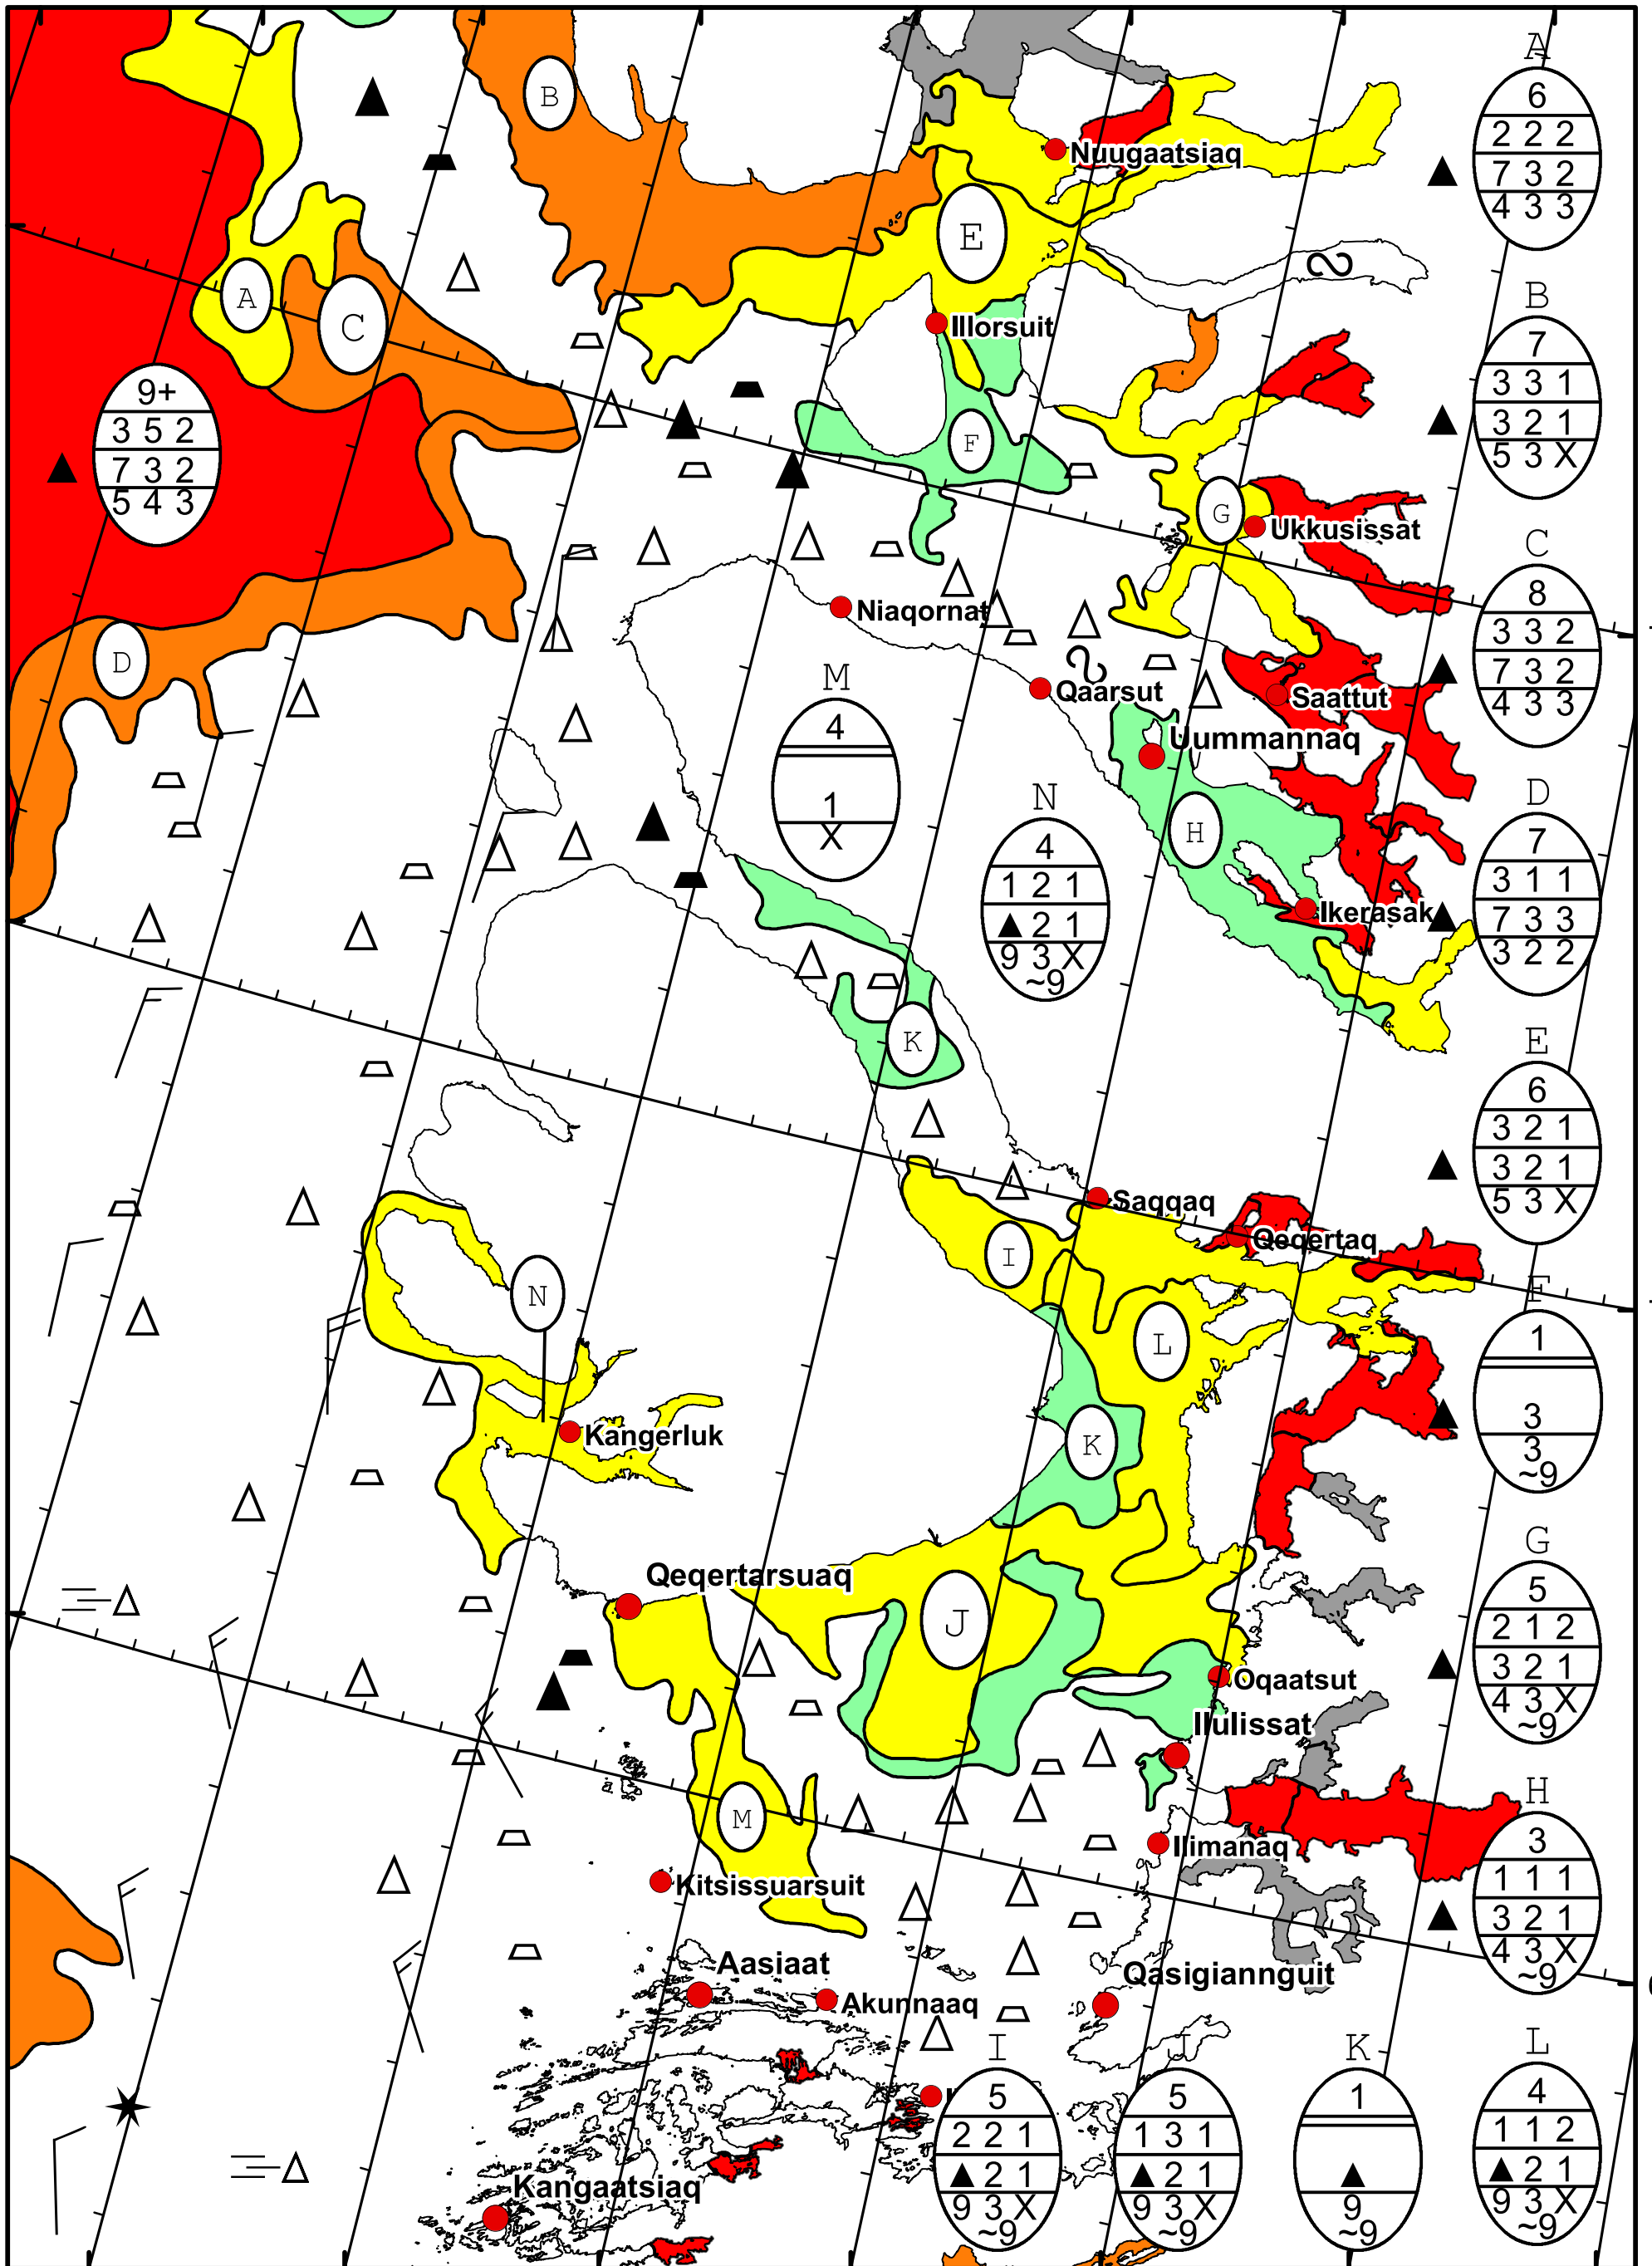 A
6
2 2 2
7 3 2
4 3 3
B
Nuugaatsiaq
E
A
C
B
7
3 3 1
3 2 1
5 3 X
Illorsuit
9+
3 5 2
7 3 2
5 4 3
F
G
Ukkusissat
C
8
3 3 2
7 3 2
4 3 3
Niaqornat
D
M
4
1
X
Qaarsut
Saattut
Uummannaq
N
4
1 2 1
2 1
9 3 X
~9
H
D
7
3 1 1
7 3 3
3 2 2
Ikerasak
K
E
6
3 2 1
3 2 1
5 3 X
Saqqaq
Qeqertaq
I
N
L
F
1
3
3
~9
Kangerluk
K
G
5
2 1 2
3 2 1
4 3 X
~9
Qeqertarsuaq
J
Oqaatsut
Ilulissat
M
H
3
1 1 1
3 2 1
4 3 X
~9
Ilimanaq
Kitsissuarsuit
Aasiaat
Akunnaaq
Qasigiannguit
I
5
2 2 1
2 1
9 3 X
~9
J
5
1 3 1
2 1
9 3 X
~9
K
1
9
~9
L
4
1 1 2
2 1
9 3 X
~9
Kangaatsiaq